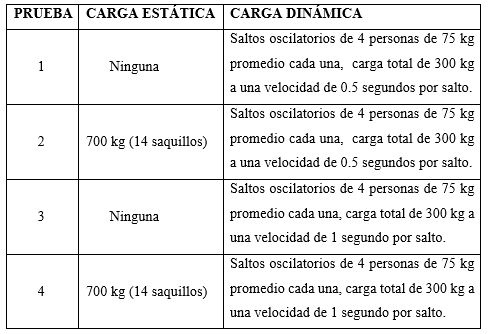 PRUEBA CARGA ESTÁTICA CARGA DINÁMICA
1 Ninguna Saltos oscilatorios de 4 personas de 75 kg
promedio cada una, carga total de 300 kg
a una velocidad de 0.5 segundos por salto.
2 700 kg (14 saquillos) Saltos oscilatorios de 4 personas de 75 kg
promedio cada una, carga total de 300 kg
a una velocidad de 0.5 segundos por salto.
3 Ninguna Saltos oscilatorios de 4 personas de 75 kg
promedio cada una, carga total de 300 kg a
una velocidad de 1 segundo por salto.
4 700 kg (14 saquillos) Saltos oscilatorios de 4 personas de 75 kg
promedio cada una, carga total de 300 kg a
una velocidad de 1 segundo por salto.